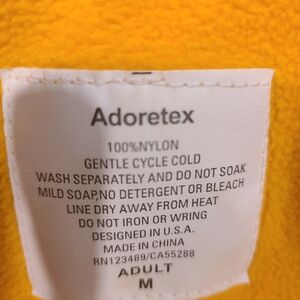 Adoretex
100%NYLON
GENTLE CYCLE COLD
WASH SEPARATELY AND DO NOT SOAK
MILD SOAP,NO DETERGENT OR BLEACH
LINE DRY AWAY FROM HEAT
DO NOT IRON OR WRING
DESIGNED IN U.S.A.
MADE IN CHINA
RN123489/CA55288
ADULT
M